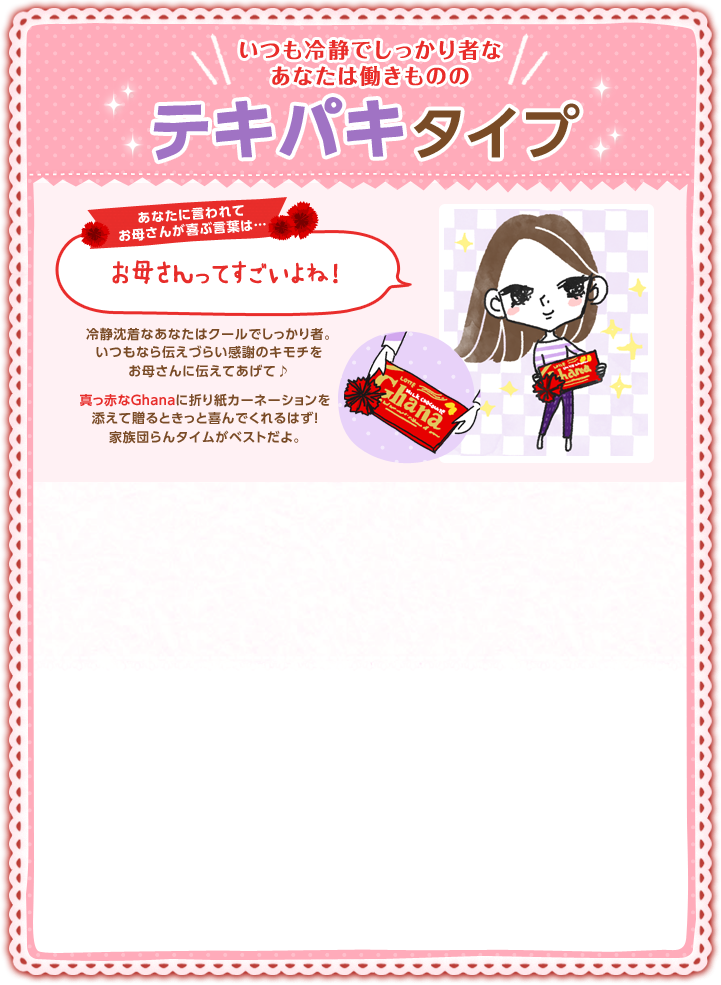 いつも冷静でしっかり者な
あなたは働きものの
テキパキタイプ
あなたに言われて
お母さんが喜ぶ言葉は…
お母さんってすごいよね!
冷静沈着なあなたはクールでしっかり者。
いつもなら伝えづらい感謝のキモチを
お母さんに伝えてあげて♪
真っ赤なGhanaに折り紙カーネーションを
添えて贈るときっと喜んでくれるはず!
家族団らんタイムがベストだよ。
LOTTE
MILK CHOCOLATE
Ghana
Ghana